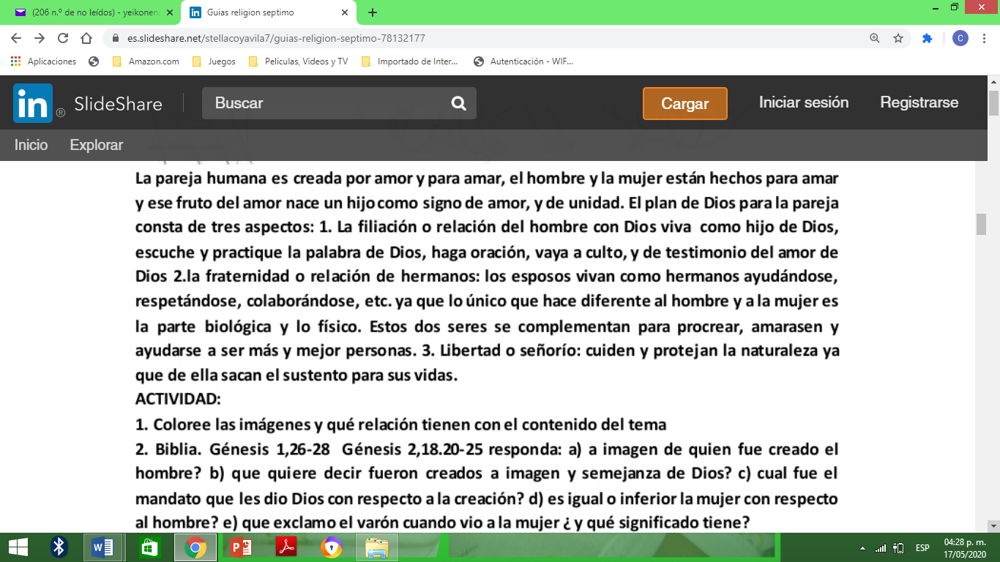 (206 n.º de no leídos) - yeikonen
Guias religion septimo
es.slideshare.net/stellacoyavila7/guias-religion-septimo-78132177
C
Aplicaciones
Amazon.com
Juegos
Peliculas, Videos y TV
Importado de Inter...
Autenticación - WIF...
in ® SlideShare
Buscar
Cargar
Iniciar sesión
Registrarse
Inicio
Explorar
La pareja humana es creada por amor y para amar, el hombre y la mujer están hechos para amar
y ese fruto del amor nace un hijo como signo de amor, y de unidad. El plan de Dios para la pareja
consta de tres aspectos: 1. La filiación o relación del hombre con Dios viva como hijo de Dios,
escuche y practique la palabra de Dios, haga oración, vaya a culto, y de testimonio del amor de
Dios 2.la fraternidad o relación de hermanos: los esposos vivan como hermanos ayudándose,
respetándose, colaborándose, etc. ya que lo único que hace diferente al hombre y a la mujer es
la parte biológica y lo físico. Estos dos seres se complementan para procrear, amarasen y
ayudarse a ser más y mejor personas. 3. Libertad o señorío: cuiden y protejan la naturaleza ya
que de ella sacan el sustento para sus vidas.
ACTIVIDAD:
1. Coloree las imágenes y qué relación tienen con el contenido del tema
2. Biblia. Génesis 1,26-28 Génesis 2,18.20-25 responda: a) a imagen de quien fue creado el
hombre? b) que quiere decir fueron creados a imagen y semejanza de Dios? c) cual fue el
mandato que les dio Dios con respecto a la creación? d) es igual o inferior la mujer con respecto
al hombre? e) que exclamo el varón cuando vio a la mujer ¿ y qué significado tiene?
ESP
04:28 p. m.
17/05/2020